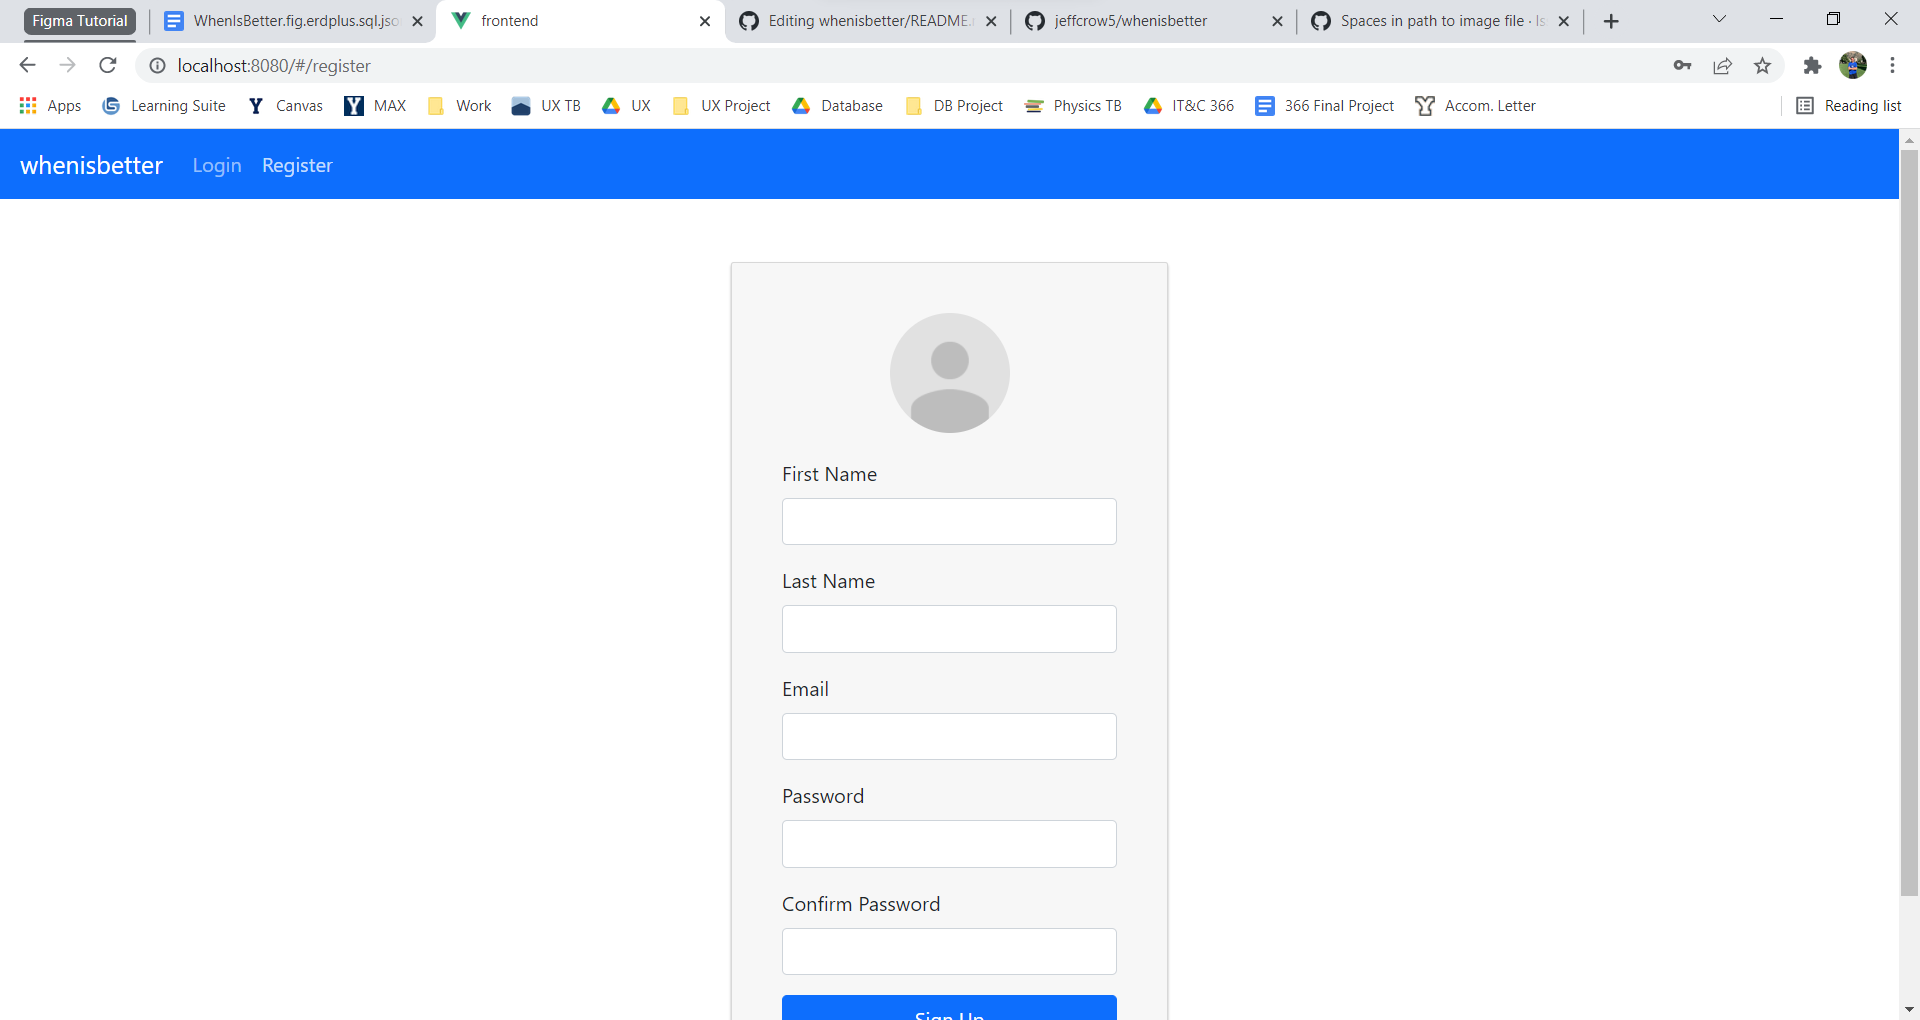 Figma Tutorial
WhenIsBetter.fig.erdplus.sql.jso
frontend
Editing whenisbetter/README.
jeffcrow5/whenisbetter
Spaces in path to image file · ls
localhost:8080/#/register
Apps
Learning Suite
Canvas
MAX
Work
UX TB
UX
UX Project
Database
DB Project
Physics TB
IT&C 366
366 Final Project
Accom. Letter
Reading list
whenisbetter
Login
Register
First Name
Last Name
Email
Password
Confirm Password
Sign Up